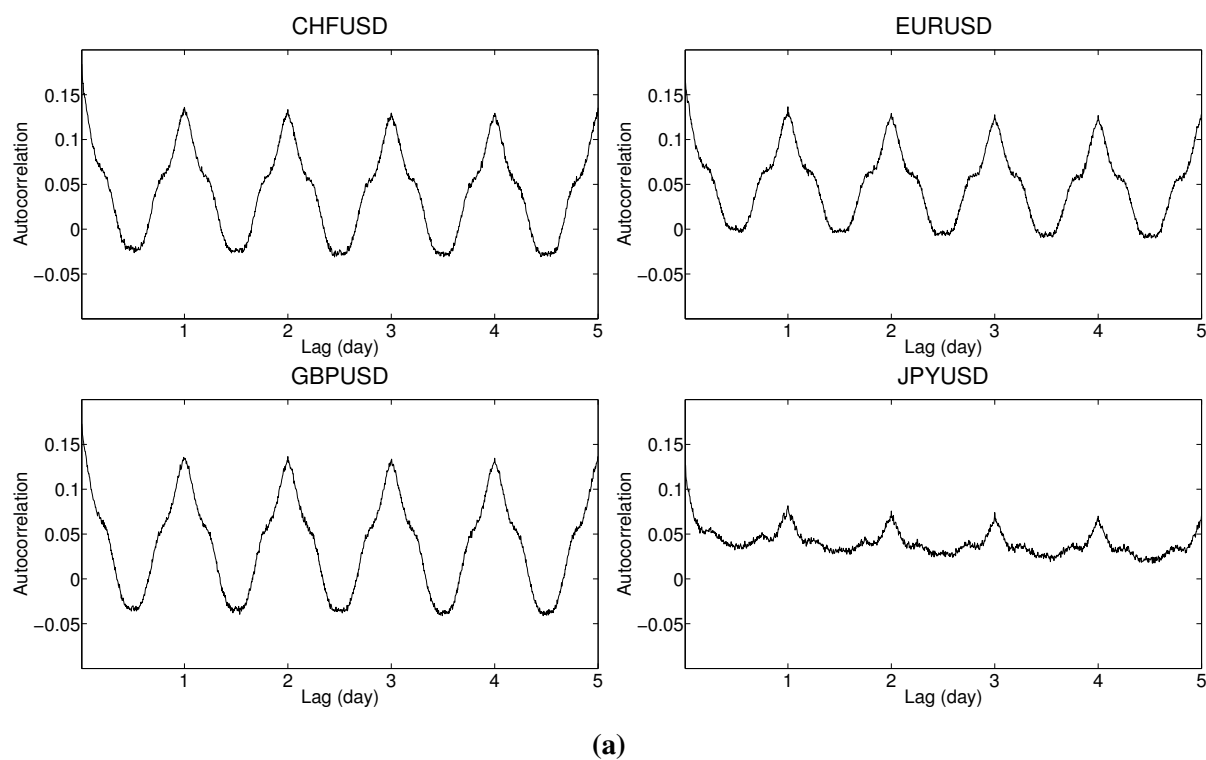 CHFUSD
Autocorrelation
0.15
0.1
0.05
0
−0.05
1 2 3 4 5
Lag (day)
EURUSD
Autocorrelation
0.15
0.1
0.05
0
−0.05
1 2 3 4 5
Lag (day)
GBPUSD
Autocorrelation
0.15
0.1
0.05
0
−0.05
1 2 3 4 5
Lag (day)
JPYUSD
Autocorrelation
0.15
0.1
0.05
0
−0.05
1 2 3 4 5
Lag (day)
(a)